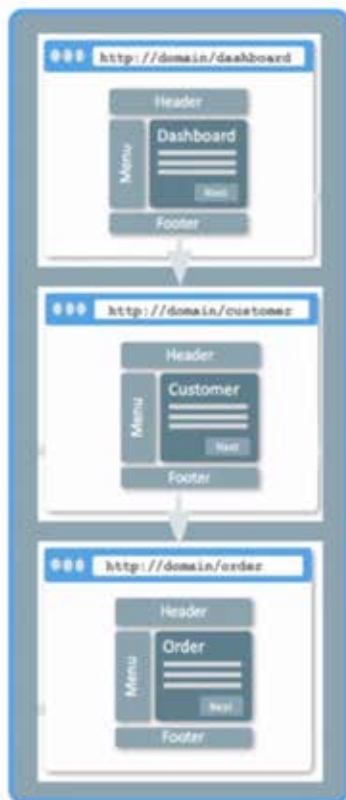 http://domain/dashboard
Header
Menu
Dashboard
Next
Footer
http://domain/customer
Header
Menu
Customer
Next
Footer
http://domain/order
Header
Menu
Order
Next
Footer